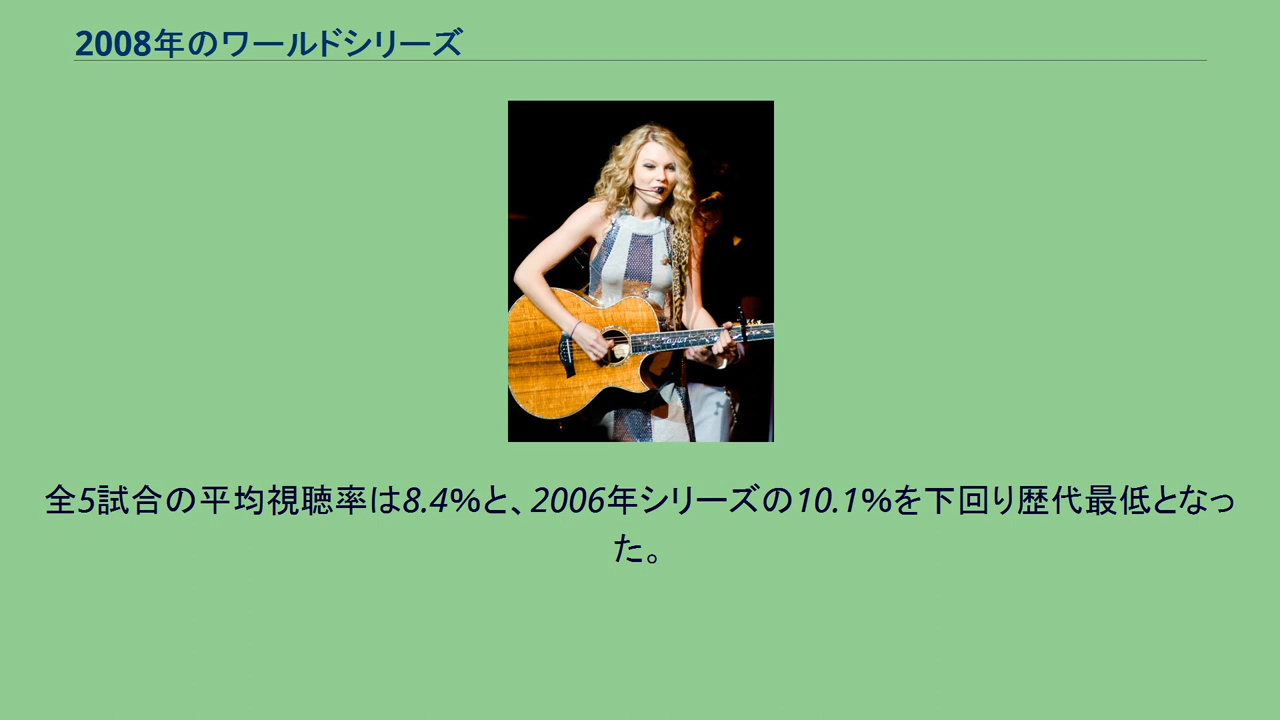 2008年のワールドシリーズ
全5試合の平均視聴率は8.4%と、2006年シリーズの10.1%を下回り歴代最低となっ
た。